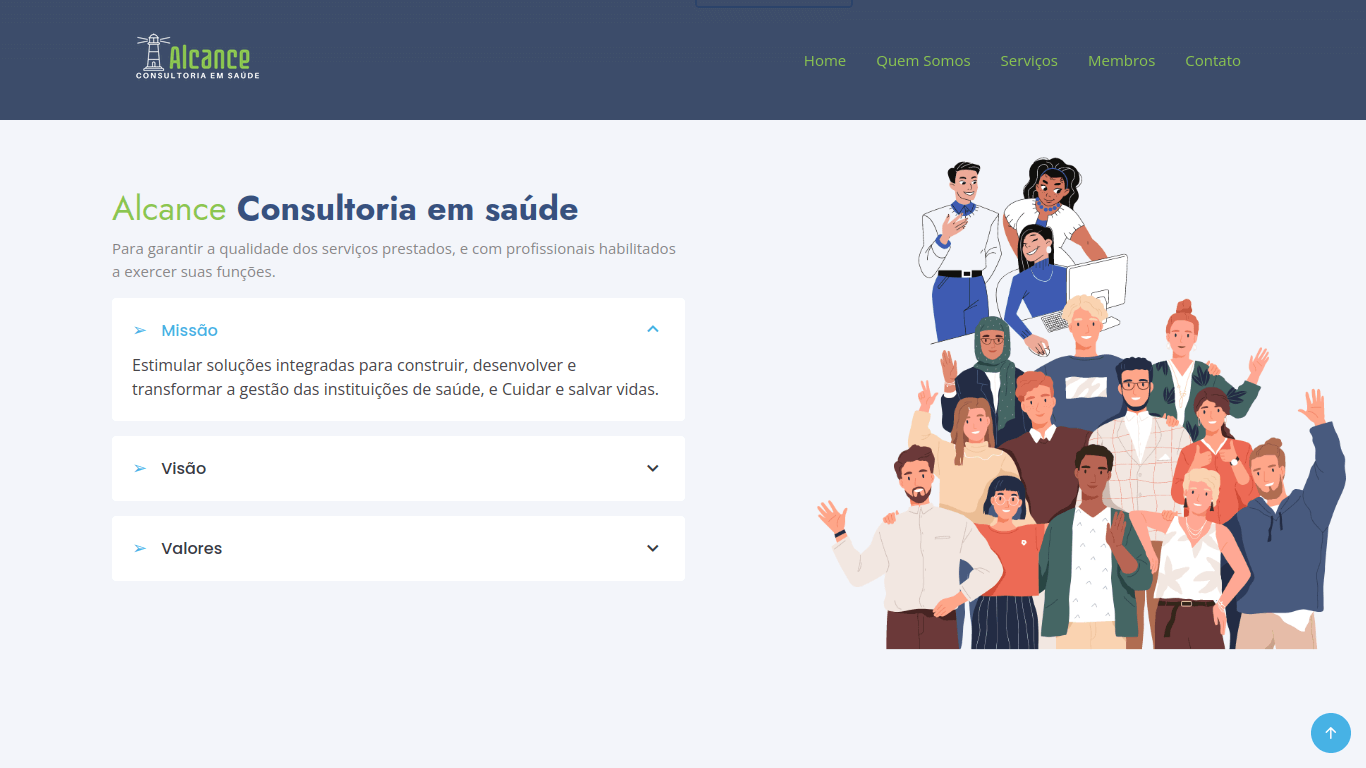 Alcance
CONSULTORIA EM SAÚDE
Home
Quem Somos
Serviços
Membros
Contato
Alcance Consultoria em saúde
Para garantir a qualidade dos serviços prestados, e com profissionais habilitados
a exercer suas funções.
Missão
Estimular soluções integradas para construir, desenvolver e
transformar a gestão das instituições de saúde, e Cuidar e salvar vidas.
Visão
Valores